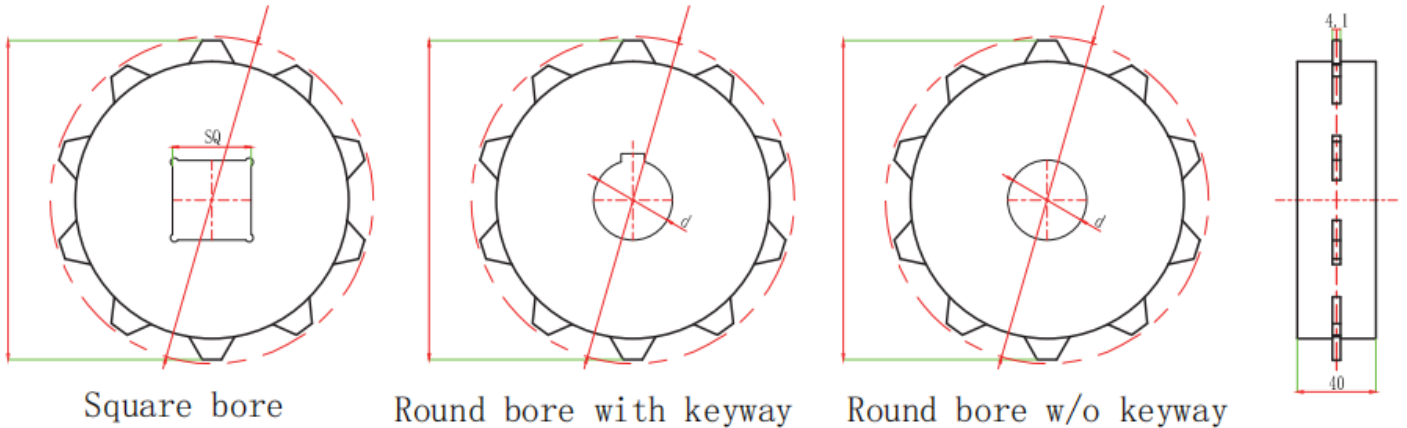 4.1
SQ
d
d
40
Square bore
Round bore with keyway
Round bore w/o keyway